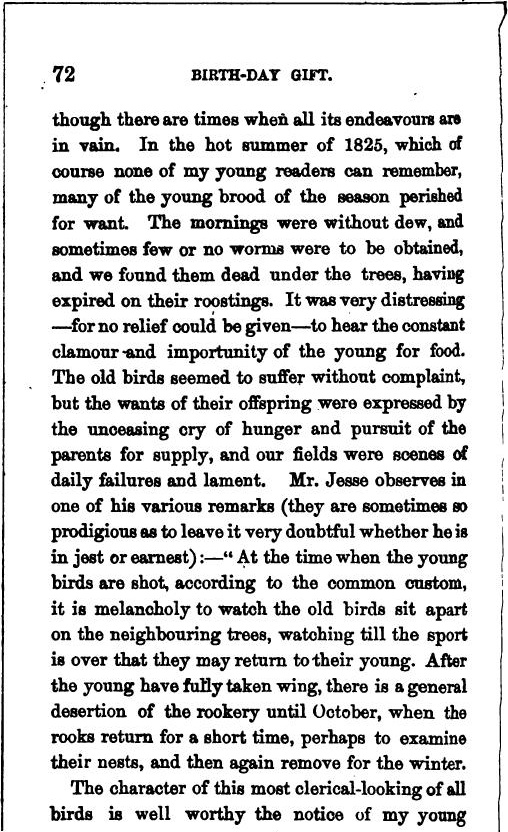 72 BIRTH-DAY GIFT.
though there are times when all its endeavours are
in vain. In the hot summer of 1825, which of
course none of my young readers can remember,
many of the young brood of the season perished
for want. The mornings were without dew, and
sometimes few or no worms were to be obtained,
and we found them dead under the trees, having
expired on their roostings. It was very distressing
—for no relief could be given—to hear the constant
clamour and importunity of the young for food.
The old birds seemed to suffer without complaint,
but the wants of their offspring were expressed by
the unceasing cry of hunger and pursuit of the
parents for supply, and our fields were scenes of
daily failures and lament. Mr. Jesse observes in
one of his various remarks (they are sometimes so
prodigious as to leave it very doubtful whether he is
in jest or earnest):—“At the time when the young
birds are shot, according to the common custom,
it is melancholy to watch the old birds sit apart
on the neighbouring trees, watching till the sport
is over that they may return to their young. After
the young have fully taken wing, there is a general
desertion of the rookery until October, when the
rooks return for a short time, perhaps to examine
their nests, and then again remove for the winter.
The character of this most clerical-looking of all
birds is well worthy the notice of my young